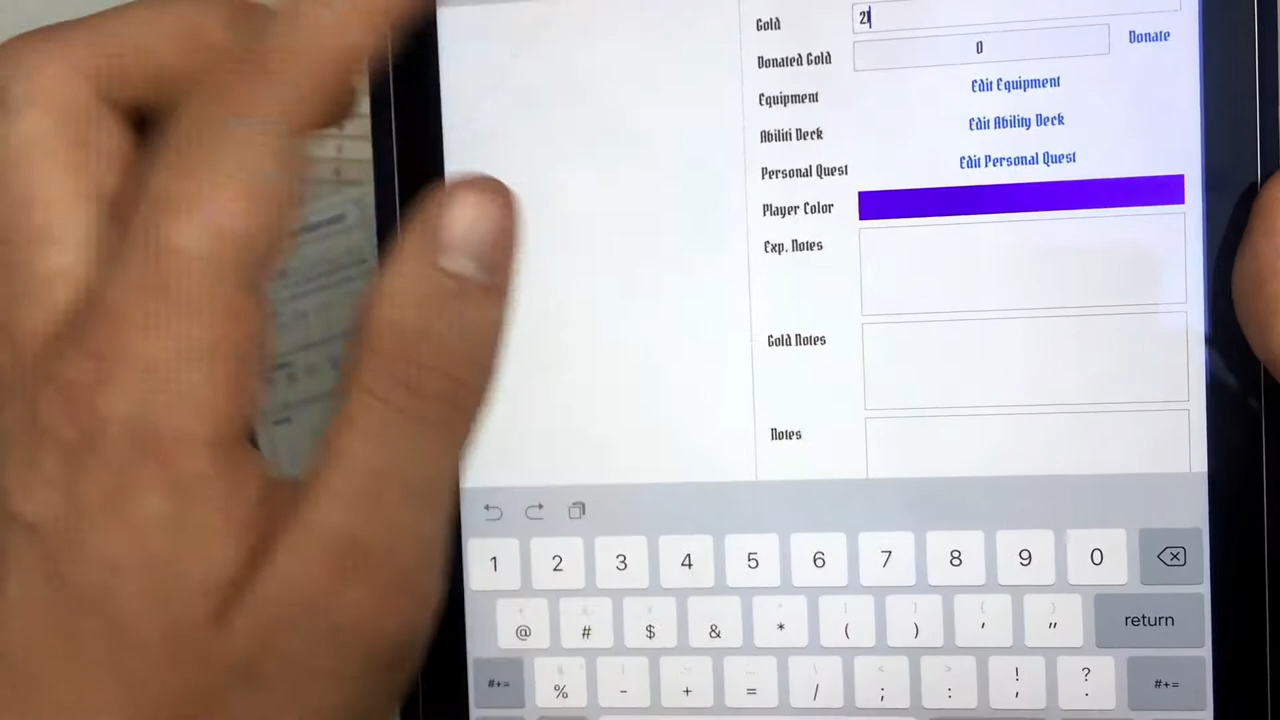 Gold 2
Donated Gold 0 Donate
Equipment Edit Equipment
Abiliti Deck Edit Ability Deck
Personal Quest Edit Personal Quest
Player Color
Exp. Notes
Gold Notes
Notes
1 2 3 4 5 6 7 8 9 0
@ # $ & * ( ) ' " return
#+= % - + = / ; : ! , ? . #+=